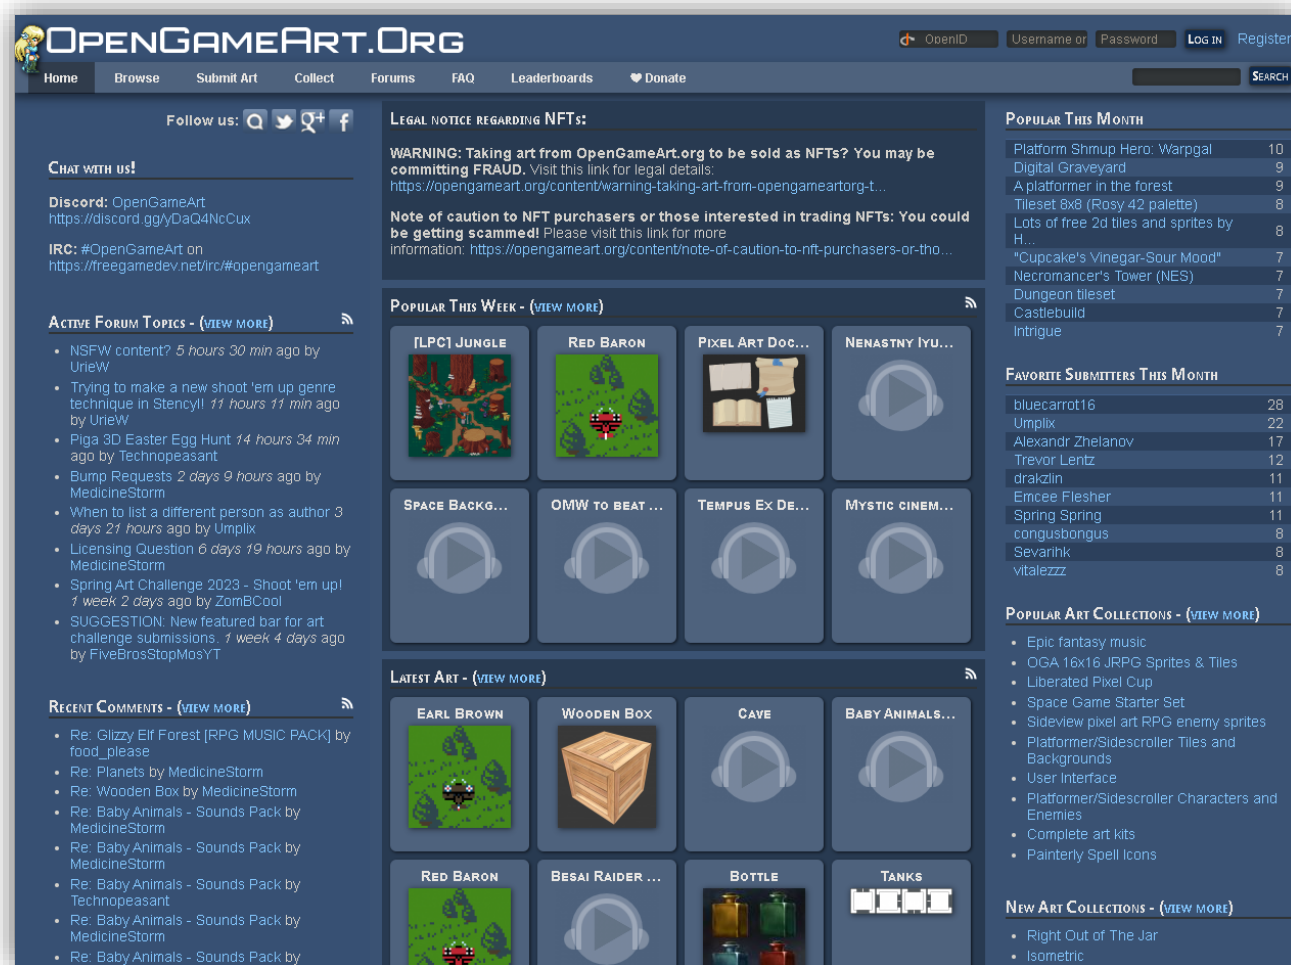 OpenGameArt.Org
OpenID
Username or
Password
Log in
Register
Home
Browse
Submit Art
Collect
Forums
FAQ
Leaderboards
Donate
Search
Follow us:
Chat with us!
Discord: OpenGameArt
https://discord.gg/yDaQ4NcCux
IRC: #OpenGameArt on
https://freegamedev.net/irc/#opengameart
Active Forum Topics - (view more)
NSFW content? 5 hours 30 min ago by
UrieW
Trying to make a new shoot 'em up genre
technique in Stencyl! 11 hours 11 min ago
by UrieW
Piga 3D Easter Egg Hunt 14 hours 34 min
ago by Technopeasant
Bump Requests 2 days 9 hours ago by
MedicineStorm
When to list a different person as author 3
days 21 hours ago by Umplix
Licensing Question 6 days 19 hours ago by
MedicineStorm
Spring Art Challenge 2023 - Shoot 'em up!
1 week 2 days ago by ZomBCool
SUGGESTION: New featured bar for art
challenge submissions. 1 week 4 days ago
by FiveBrosStopMosYT
Recent Comments - (view more)
Re: Glizzy Elf Forest [RPG MUSIC PACK] by
food_please
Re: Planets by MedicineStorm
Re: Wooden Box by MedicineStorm
Re: Baby Animals - Sounds Pack by
MedicineStorm
Re: Baby Animals - Sounds Pack by
MedicineStorm
Re: Baby Animals - Sounds Pack by
Technopeasant
Re: Baby Animals - Sounds Pack by
MedicineStorm
Re: Baby Animals - Sounds Pack by
Legal notice regarding NFTs:
WARNING: Taking art from OpenGameArt.org to be sold as NFTs? You may be
committing FRAUD. Visit this link for legal details:
https://opengameart.org/content/warning-taking-art-from-opengameartorg-t...
Note of caution to NFT purchasers or those interested in trading NFTs: You could
be getting scammed! Please visit this link for more
information: https://opengameart.org/content/note-of-caution-to-nft-purchasers-or-tho...
Popular This Week - (view more)
[LPC] Jungle
Red Baron
Pixel Art Doc...
Nenastny Iyu...
Space Backg...
OMW to beat ...
Tempus Ex De...
Mystic cinem...
Latest Art - (view more)
Earl Brown
Wooden Box
Cave
Baby Animals...
Red Baron
Besai Raider ...
Bottle
Tanks
Popular This Month
Platform Shmup Hero: Warpgal 10
Digital Graveyard 9
A platformer in the forest 9
Tileset 8x8 (Rosy 42 palette) 8
Lots of free 2d tiles and sprites by
H... 8
"Cupcake's Vinegar-Sour Mood" 7
Necromancer's Tower (NES) 7
Dungeon tileset 7
Castlebuild 7
Intrigue 7
Favorite Submitters This Month
bluecarrot16 28
Umplix 22
Alexandr Zhelanov 17
Trevor Lentz 12
drakzlin 11
Emcee Flesher 11
Spring Spring 11
congusbongus 8
Sevarihk 8
vitalezzz 8
Popular Art Collections - (view more)
Epic fantasy music
OGA 16x16 JRPG Sprites & Tiles
Liberated Pixel Cup
Space Game Starter Set
Sideview pixel art RPG enemy sprites
Platformer/Sidescroller Tiles and
Backgrounds
User Interface
Platformer/Sidescroller Characters and
Enemies
Complete art kits
Painterly Spell Icons
New Art Collections - (view more)
Right Out of The Jar
Isometric